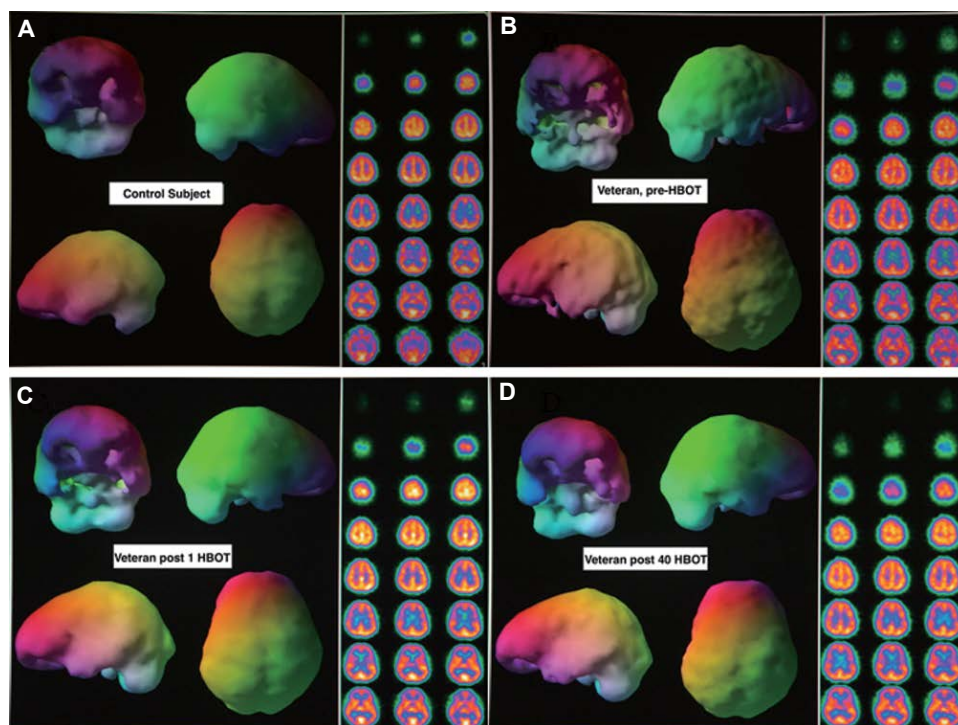 A
Control Subject
B
Veteran, pre-HBOT
C
Veteran post 1 HBOT
D
Veteran post 40 HBOT